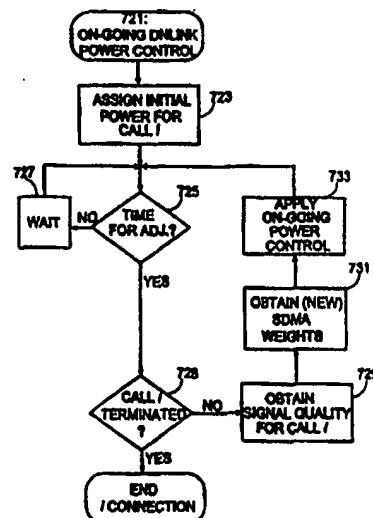 721:
ON-GOING DNLINK
POWER CONTROL
ASSIGN INITIAL
POWER FOR
CALL i
723
727
WAIT
NO
TIME
FOR ADJ.?
725
YES
733
APPLY
ON-GOING
POWER
CONTROL
731
OBTAIN (NEW)
SDMA
WEIGHTS
CALL i
TERMINATED
?
728
NO
729
OBTAIN
SIGNAL QUALITY
FOR CALL i
YES
END
i CONNECTION